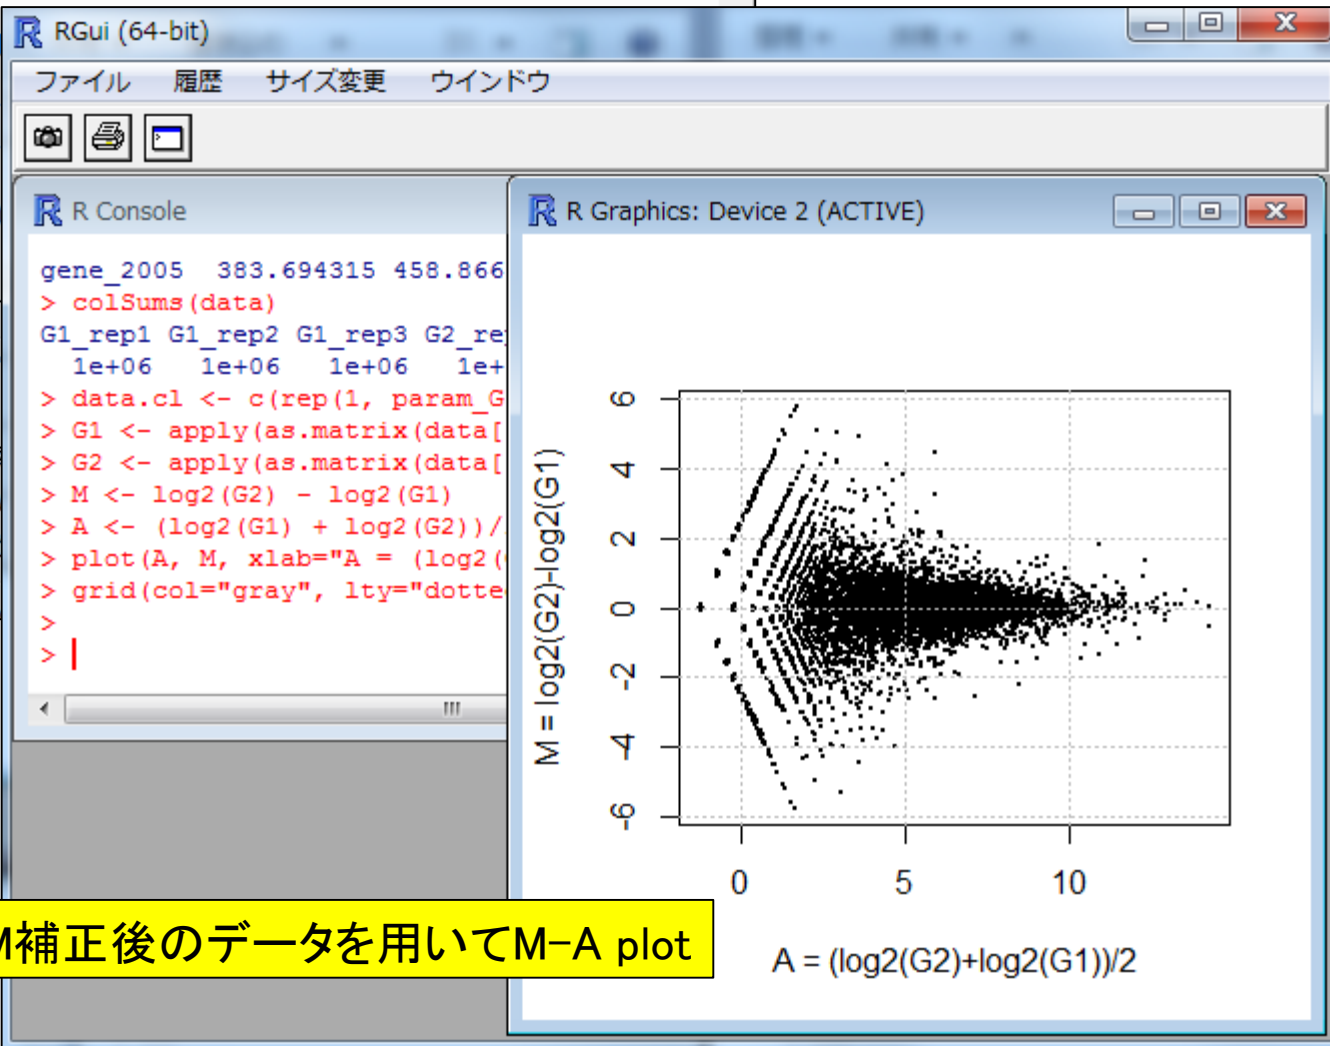 RGui (64-bit)
ファイル 履歴 サイズ変更 ウインドウ
R Console
gene_2005 383.694315 458.866
> colSums(data)
G1_rep1 G1_rep2 G1_rep3 G2_re
1e+06 1e+06 1e+06 1e+
> data.cl <- c(rep(1, param_G
> G1 <- apply(as.matrix(data[
> G2 <- apply(as.matrix(data[
> M <- log2(G2) - log2(G1)
> A <- (log2(G1) + log2(G2))/
> plot(A, M, xlab="A = (log2(
> grid(col="gray", lty="dotte
>
>
R Graphics: Device 2 (ACTIVE)
M = log2(G2)-log2(G1)
6
4
2
0
-2
-4
-6
0 5 10
A = (log2(G2)+log2(G1))/2
M補正後のデータを用いてM-A plot